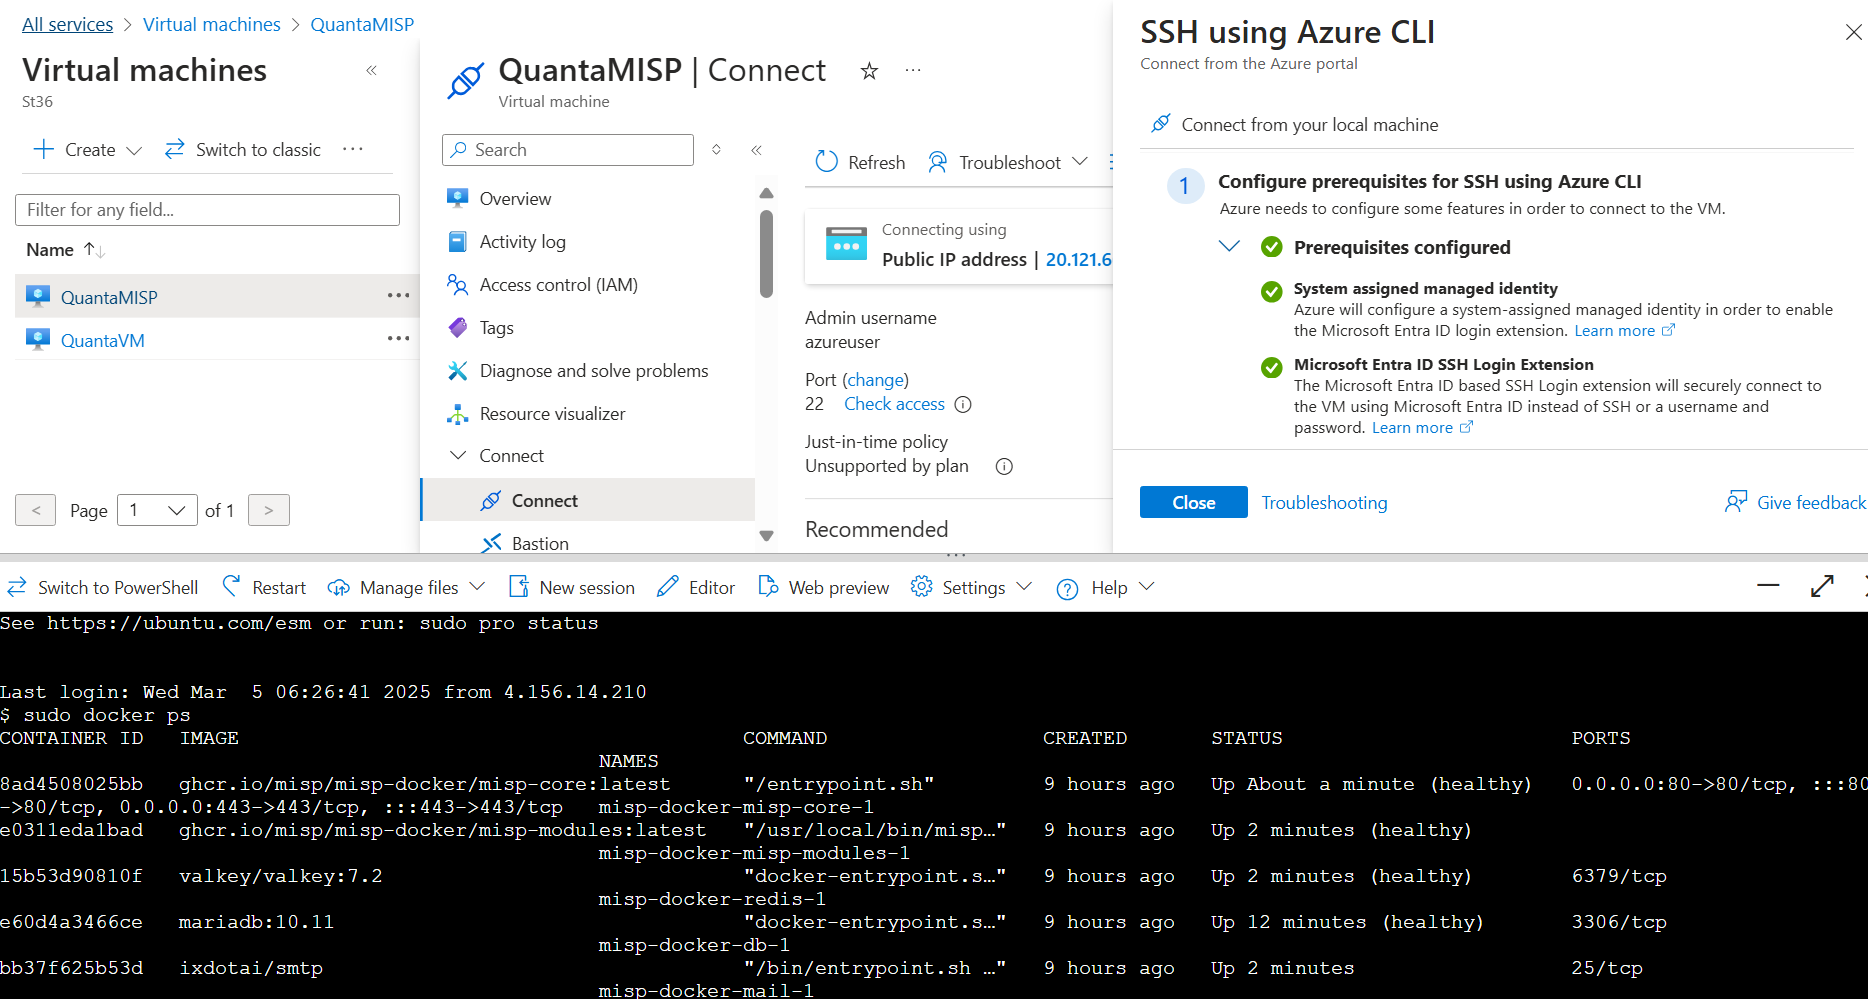 All services > Virtual machines > QuantaMISP
Virtual machines
St36
Create
Switch to classic
Filter for any field...
Name
QuantaMISP
QuantaVM
< Page 1 of 1 >
QuantaMISP | Connect
Virtual machine
Search
Overview
Activity log
Access control (IAM)
Tags
Diagnose and solve problems
Resource visualizer
Connect
Connect
Bastion
Refresh
Troubleshoot
Connecting using
Public IP address | 20.121.6
Admin username
azureuser
Port (change)
22 Check access
Just-in-time policy
Unsupported by plan
Recommended
SSH using Azure CLI
Connect from the Azure portal
Connect from your local machine
1 Configure prerequisites for SSH using Azure CLI
Azure needs to configure some features in order to connect to the VM.
Prerequisites configured
System assigned managed identity
Azure will configure a system-assigned managed identity in order to enable
the Microsoft Entra ID login extension. Learn more
Microsoft Entra ID SSH Login Extension
The Microsoft Entra ID based SSH Login extension will securely connect to
the VM using Microsoft Entra ID instead of SSH or a username and
password. Learn more
Close
Troubleshooting
Give feedback
Switch to PowerShell Restart Manage files New session Editor Web preview Settings Help
See https://ubuntu.com/esm or run: sudo pro status
Last login: Wed Mar  5 06:26:41 2025 from 4.156.14.210
$ sudo docker ps
CONTAINER ID   IMAGE   COMMAND   CREATED   STATUS   PORTS
NAMES
8ad4508025bb   ghcr.io/misp/misp-docker/misp-core:latest   "/entrypoint.sh"   9 hours ago   Up About a minute (healthy)   0.0.0.0:80->80/tcp, :::80
->80/tcp, 0.0.0.0:443->443/tcp, :::443->443/tcp   misp-docker-misp-core-1
e0311eda1bad   ghcr.io/misp/misp-docker/misp-modules:latest   "/usr/local/bin/misp…"   9 hours ago   Up 2 minutes (healthy)
misp-docker-misp-modules-1
15b53d90810f   valkey/valkey:7.2   "docker-entrypoint.s…"   9 hours ago   Up 2 minutes (healthy)   6379/tcp
misp-docker-redis-1
e60d4a3466ce   mariadb:10.11   "docker-entrypoint.s…"   9 hours ago   Up 12 minutes (healthy)   3306/tcp
misp-docker-db-1
bb37f625b53d   ixdotai/smtp   "/bin/entrypoint.sh …"   9 hours ago   Up 2 minutes   25/tcp
misp-docker-mail-1